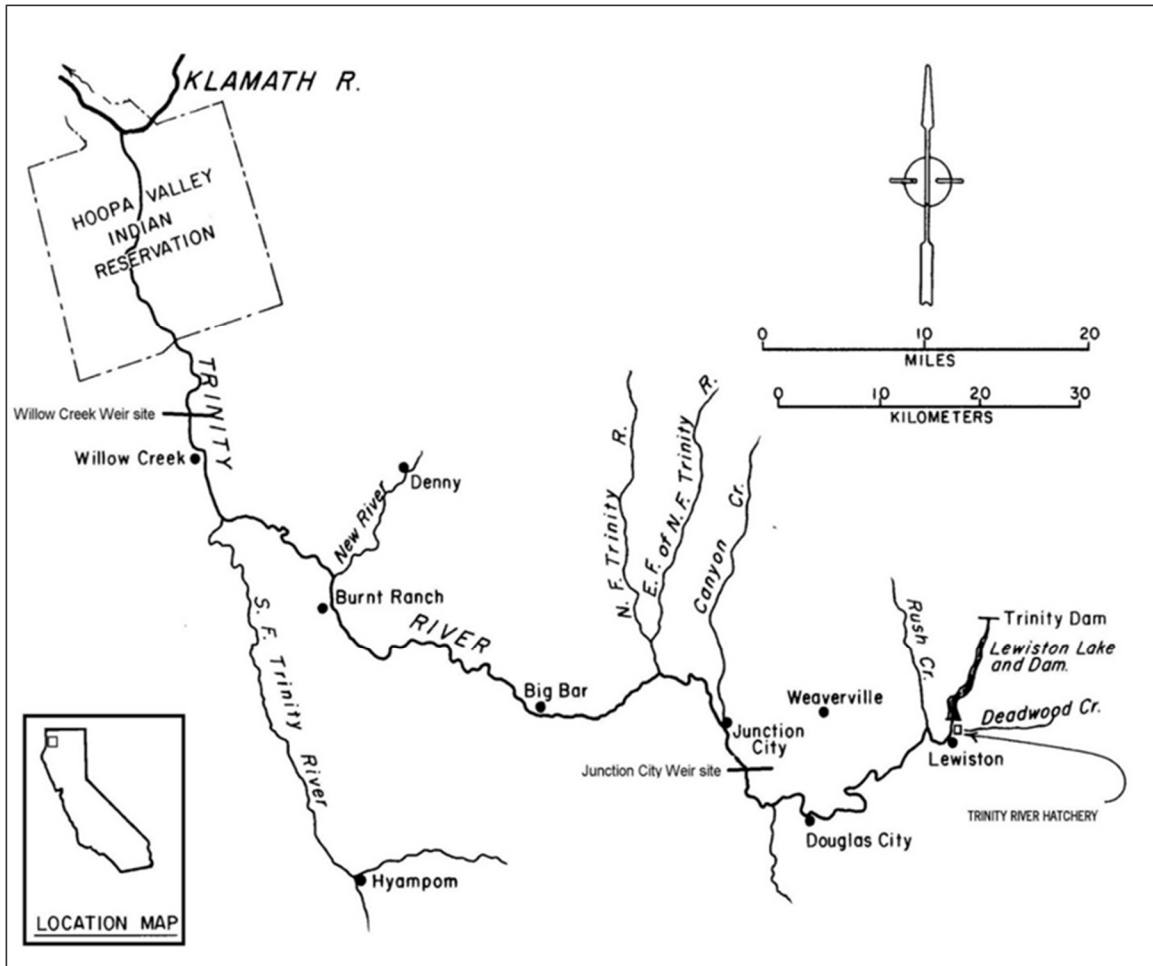 KLAMATH R.
HOOPA VALLEY
INDIAN
RESERVATION
0 10 20
MILES
0 10 20 30
KILOMETERS
TRINITY
Willow Creek Weir site
Willow Creek
New River
Denny
Burnt Ranch
RIVER
S. F. Trinity River
N. F. Trinity R.
E. F. of N. F. Trinity R.
Canyon Cr.
Rush Cr.
Trinity Dam
Lewiston Lake
and Dam.
Deadwood Cr.
Big Bar
Weaverville
Junction
City
Lewiston
Junction City Weir site
TRINITY RIVER HATCHERY
Douglas City
Hyampom
LOCATION MAP